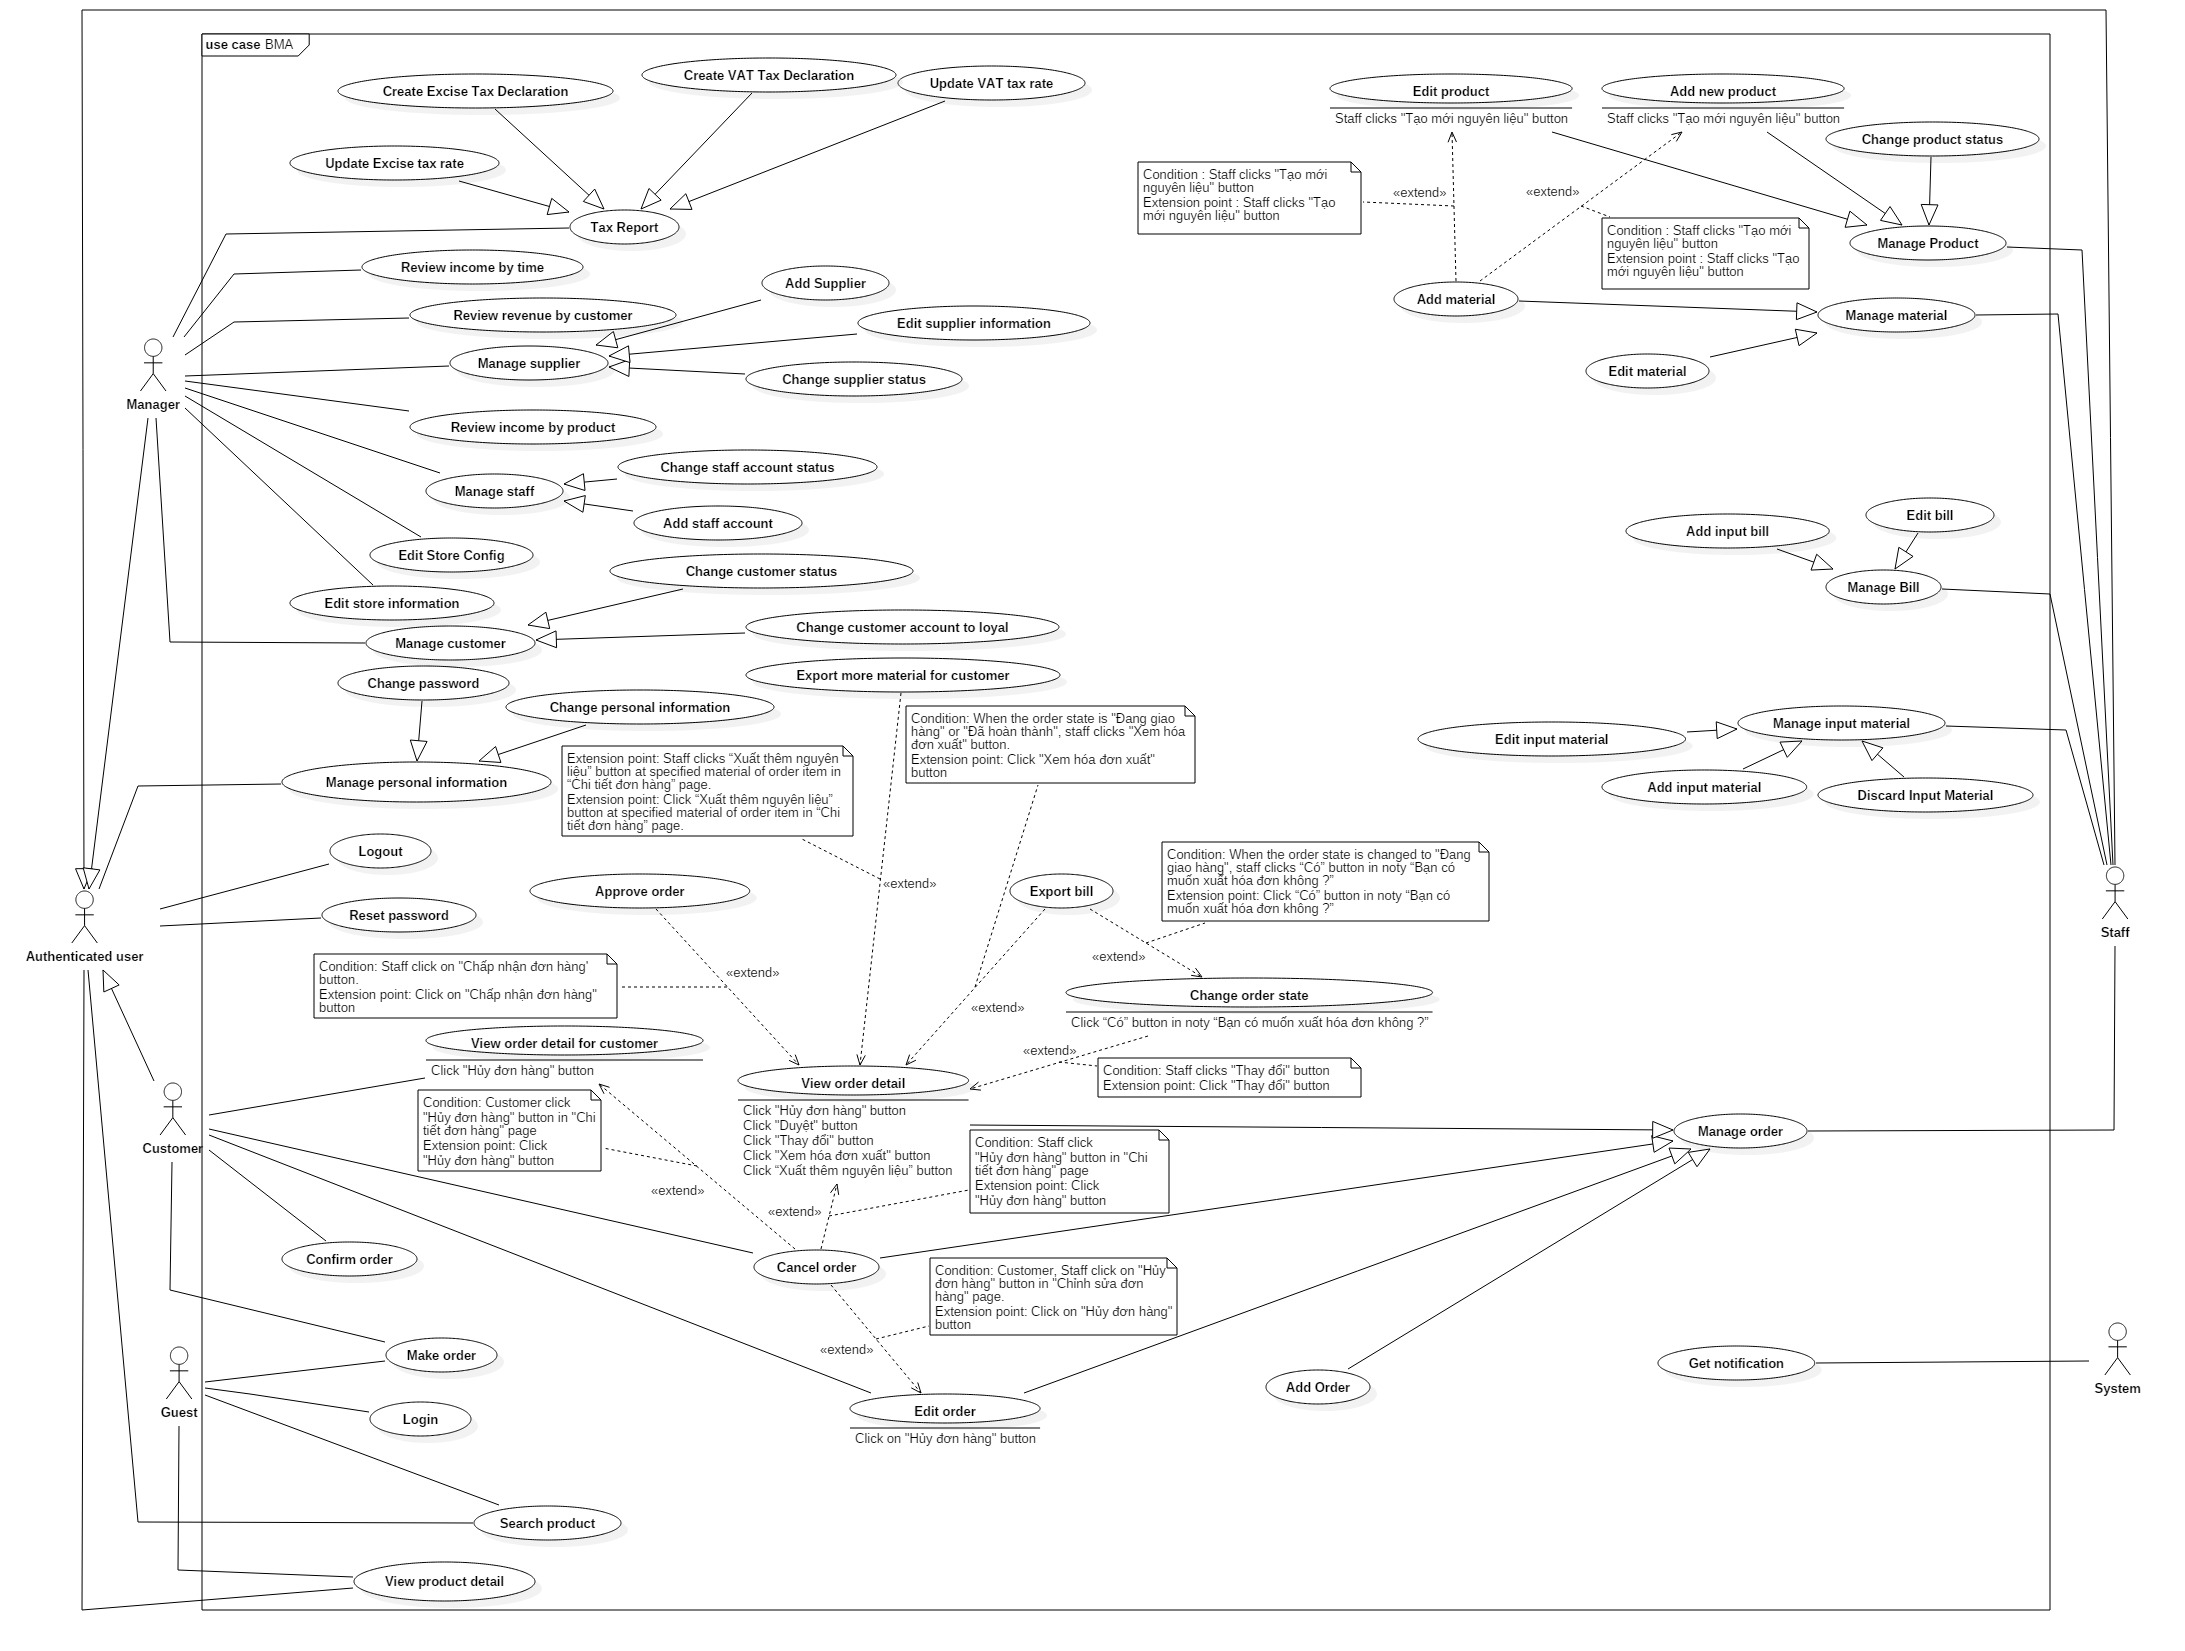 use case BMA
Create Excise Tax Declaration
Create VAT Tax Declaration
Update VAT tax rate
Update Excise tax rate
Tax Report
Review income by time
Review revenue by customer
Add Supplier
Edit supplier information
Manage supplier
Change supplier status
Manager
Review income by product
Change staff account status
Manage staff
Add staff account
Edit Store Config
Change customer status
Edit store information
Change customer account to loyal
Manage customer
Export more material for customer
Change password
Change personal information
Manage personal information
Edit product
Staff clicks "Tạo mới nguyên liệu" button
Add new product
Staff clicks "Tạo mới nguyên liệu" button
Change product status
Condition : Staff clicks "Tạo mới
nguyên liệu" button
Extension point : Staff clicks "Tạo
mới nguyên liệu" button
«extend»
«extend»
Condition : Staff clicks "Tạo mới
nguyên liệu" button
Extension point : Staff clicks "Tạo
mới nguyên liệu" button
Manage Product
Add material
Manage material
Edit material
Add input bill
Edit bill
Manage Bill
Edit input material
Manage input material
Add input material
Discard Input Material
Extension point: Staff clicks “Xuất thêm nguyên
liệu” button at specified material of order item in
“Chi tiết đơn hàng” page.
Extension point: Click “Xuất thêm nguyên liệu”
button at specified material of order item in “Chi
tiết đơn hàng” page.
Condition: When the order state is "Đang giao
hàng" or "Đã hoàn thành", staff clicks "Xem hóa
đơn xuất" button.
Extension point: Click "Xem hóa đơn xuất"
button
Logout
Reset password
Authenticated user
Approve order
«extend»
Export bill
Condition: When the order state is changed to "Đang
giao hàng", staff clicks “Có” button in noty “Bạn có
muốn xuất hóa đơn không ?”
Extension point: Click “Có” button in noty “Bạn có
muốn xuất hóa đơn không ?”
Staff
«extend»
Condition: Staff click on "Chấp nhận đơn hàng'
button.
Extension point: Click on "Chấp nhận đơn hàng"
button
«extend»
«extend»
Change order state
Click “Có” button in noty “Bạn có muốn xuất hóa đơn không ?”
View order detail for customer
Click "Hủy đơn hàng" button
«extend»
Condition: Staff clicks "Thay đổi" button
Extension point: Click "Thay đổi" button
View order detail
Click "Hủy đơn hàng" button
Click "Duyệt" button
Click "Thay đổi" button
Click "Xem hóa đơn xuất" button
Click “Xuất thêm nguyên liệu” button
Condition: Customer click
"Hủy đơn hàng" button in "Chi
tiết đơn hàng" page
Extension point: Click
"Hủy đơn hàng" button
Customer
Condition: Staff click
"Hủy đơn hàng" button in "Chi
tiết đơn hàng" page
Extension point: Click
"Hủy đơn hàng" button
Manage order
«extend»
«extend»
Confirm order
Cancel order
Condition: Customer, Staff click on "Hủy
đơn hàng" button in "Chỉnh sửa đơn
hàng" page.
Extension point: Click on "Hủy đơn hàng"
button
«extend»
Make order
Guest
Login
Edit order
Click on "Hủy đơn hàng" button
Add Order
Get notification
System
Search product
View product detail